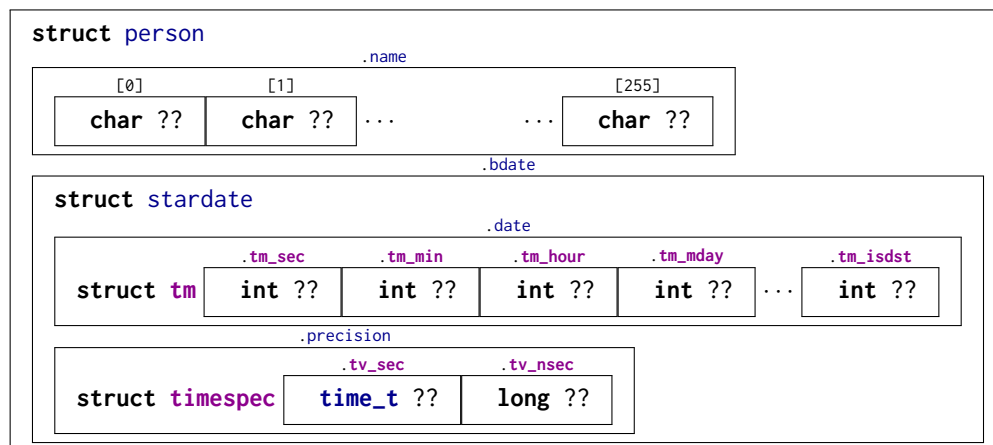 struct person
.name
[0] [1] [255]
char ?? char ?? ... ... char ??
.bdate
struct stardate
.date
.tm_sec .tm_min .tm_hour .tm_mday .tm_isdst
struct tm int ?? int ?? int ?? int ?? ... int ??
.precision
.tv_sec .tv_nsec
struct timespec time_t ?? long ??